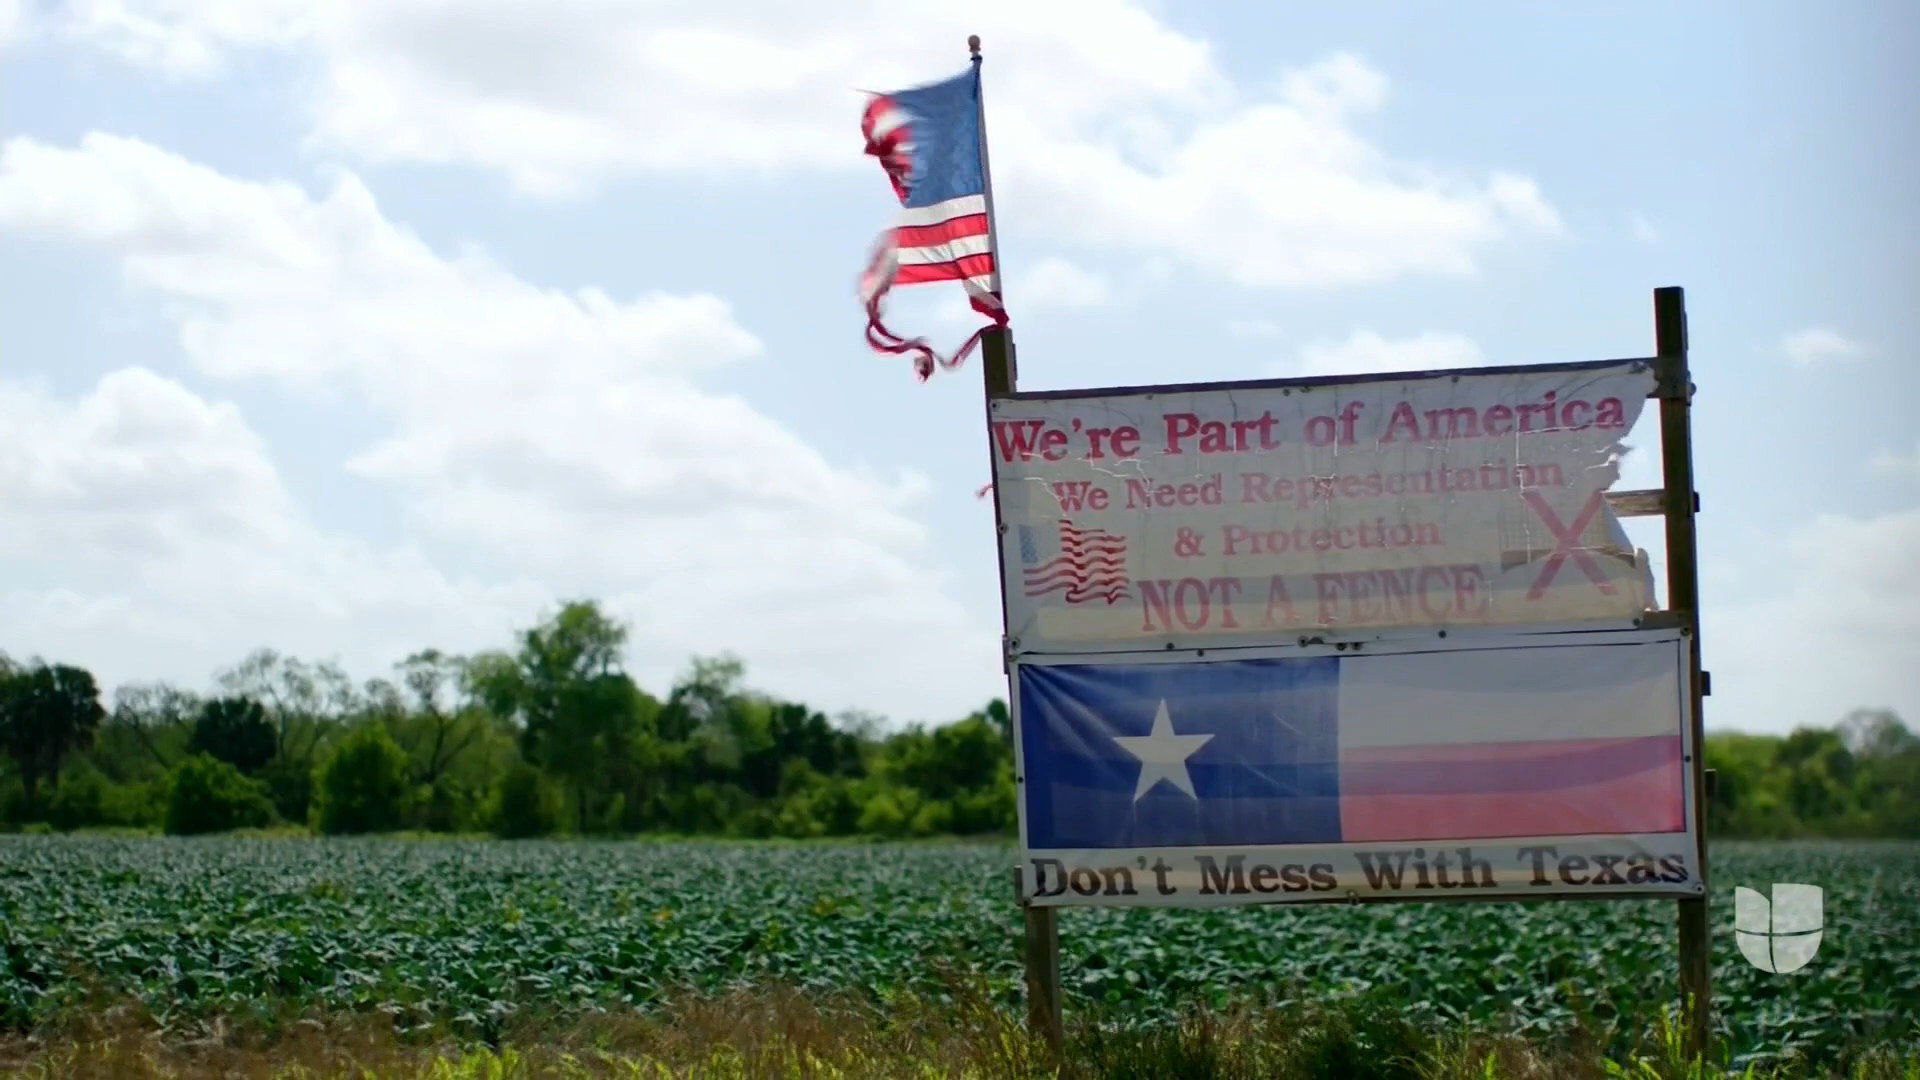 We're Part of America
We Need Representation
& Protection
NOT A FENCE
Don't Mess With Texas